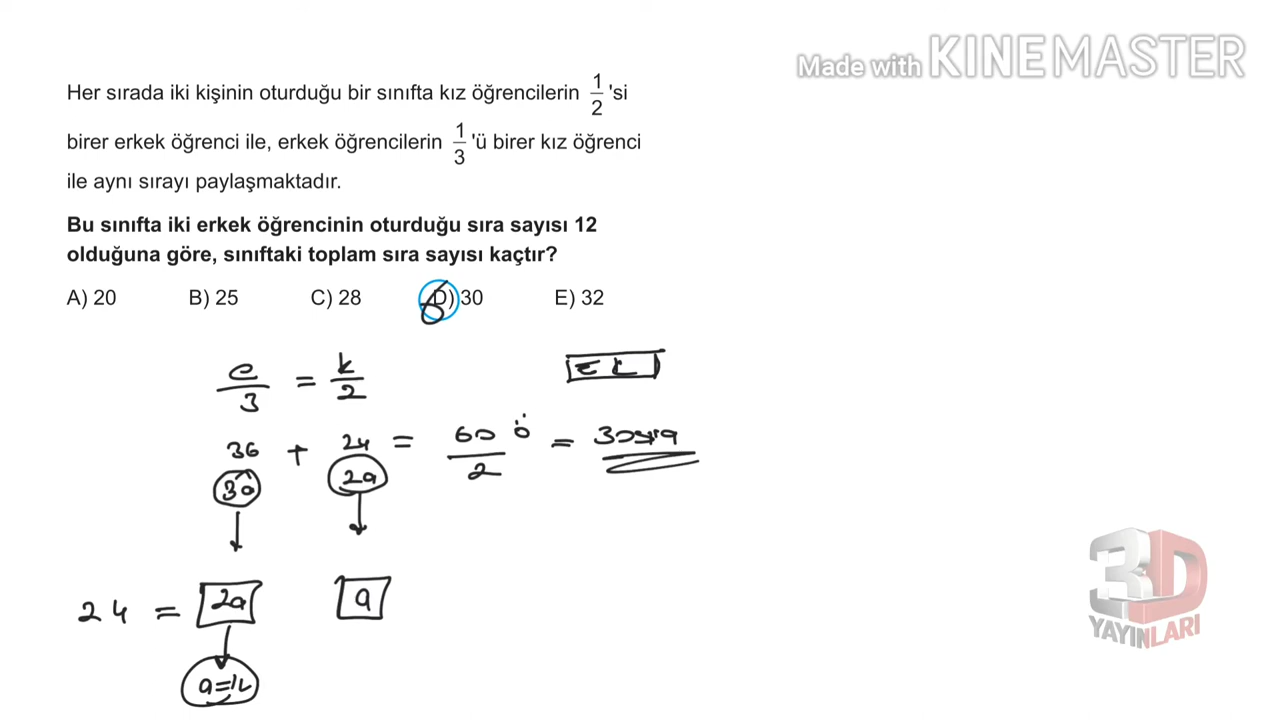 Made with KINEMASTER
Her sırada iki kişinin oturduğu bir sınıfta kız öğrencilerin 1/2 'si
birer erkek öğrenci ile, erkek öğrencilerin 1/3 'ü birer kız öğrenci
ile aynı sırayı paylaşmaktadır.
Bu sınıfta iki erkek öğrencinin oturduğu sıra sayısı 12
olduğuna göre, sınıftaki toplam sıra sayısı kaçtır?
A) 20 B) 25 C) 28 D) 30 E) 32
e/3 = k/2
E K
36 + 24 = 60 ö / 2 = 30 sıra
3a 2a
24 = 2a a
a=12
3D
YAYINLARI